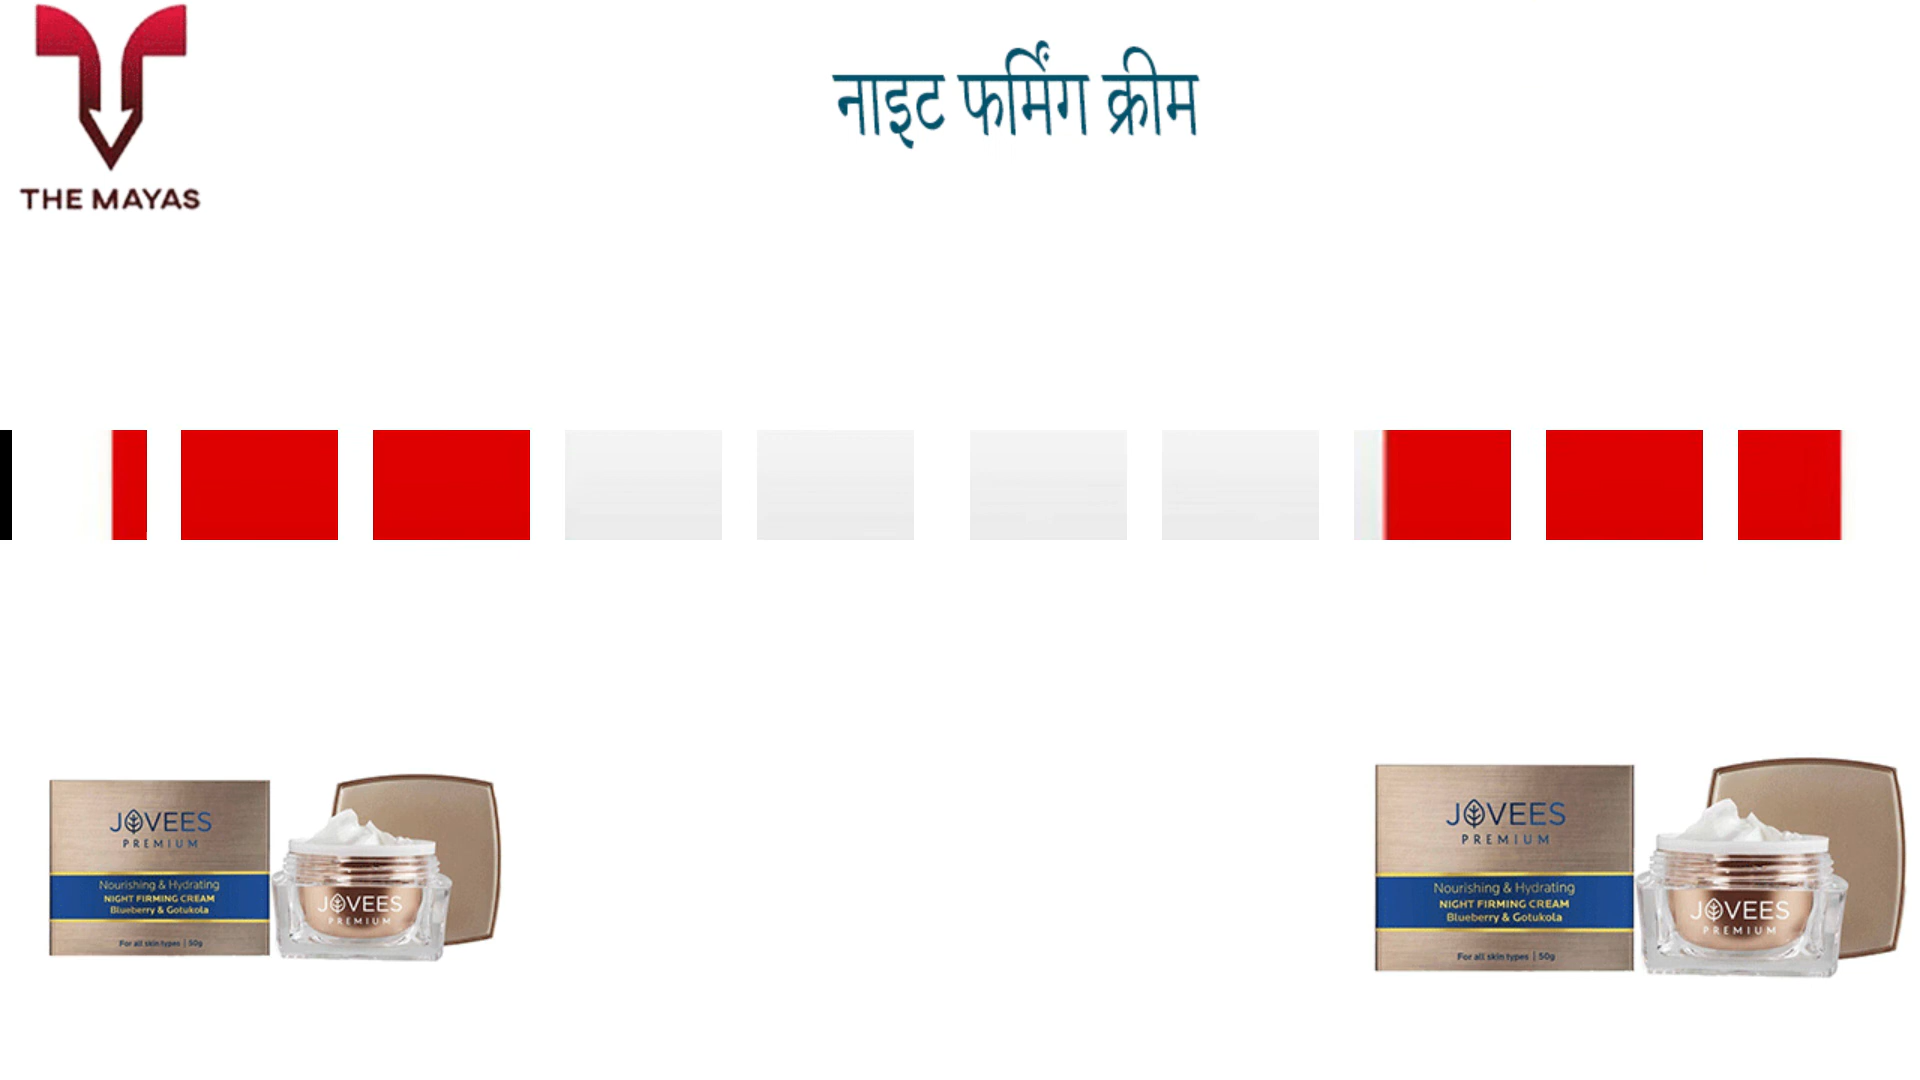 THE MAYAS
नाइट फर्मिंग क्रीम
JOVEES
PREMIUM
Nourishing & Hydrating
NIGHT FIRMING CREAM
Blueberry & Gotukola
For all skin types | 50g
JOVEES
PREMIUM
JOVEES
PREMIUM
Nourishing & Hydrating
NIGHT FIRMING CREAM
Blueberry & Gotukola
For all skin types | 50g
JOVEES
PREMIUM